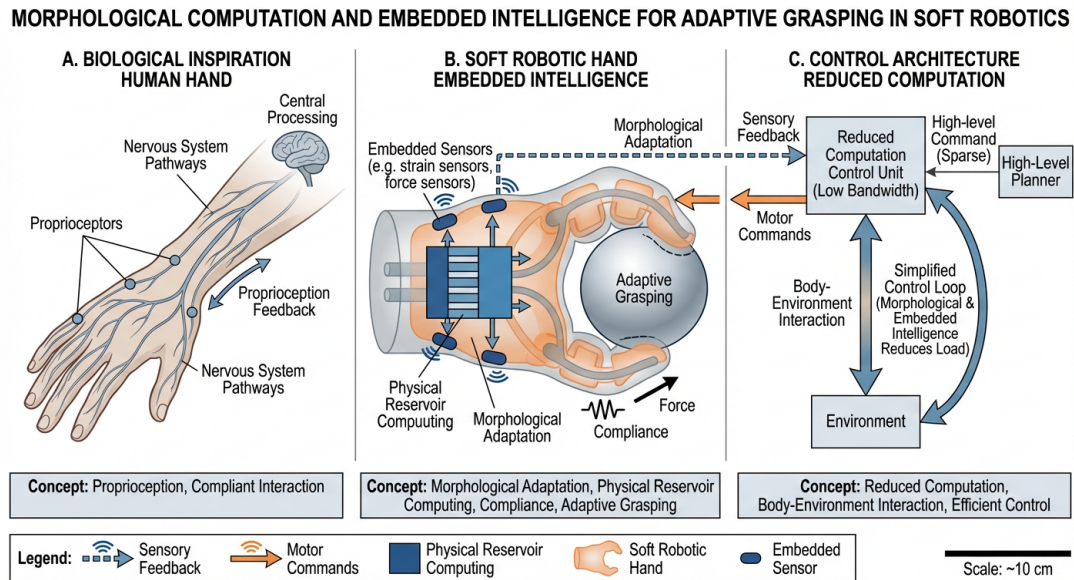 MORPHOLOGICAL COMPUTATION AND EMBEDDED INTELLIGENCE FOR ADAPTIVE GRASPING IN SOFT ROBOTICS
A. BIOLOGICAL INSPIRATION
HUMAN HAND
Central
Processing
Nervous System
Pathways
Proprioceptors
Proprioception
Feedback
Nervous System
Pathways
Concept: Proprioception, Compliant Interaction
B. SOFT ROBOTIC HAND
EMBEDDED INTELLIGENCE
Morphological
Adaptation
Embedded Sensors
(e.g. strain sensors,
force sensors)
Adaptive
Grasping
Physical
Reservoir
Compuuting
Morphological
Adaptation
Force
Compliance
Concept: Morphological Adaptation, Physical Reservoir
Computing, Compliance, Adaptive Grasping
C. CONTROL ARCHITECTURE
REDUCED COMPUTATION
Sensory
Feedback
Reduced
Computation
Control Unit
(Low Bandwidth)
High-level
Command
(Sparse)
High-Level
Planner
Motor
Commands
Body-
Environment
Interaction
Simplified
Control Loop
(Morphological &
Embedded
Intelligence
Reduces Load)
Environment
Concept: Reduced Computation,
Body-Environment Interaction, Efficient Control
Legend:
Sensory
Feedback
Motor
Commands
Physical Reservoir
Computing
Soft Robotic
Hand
Embedded
Sensor
Scale: ~10 cm